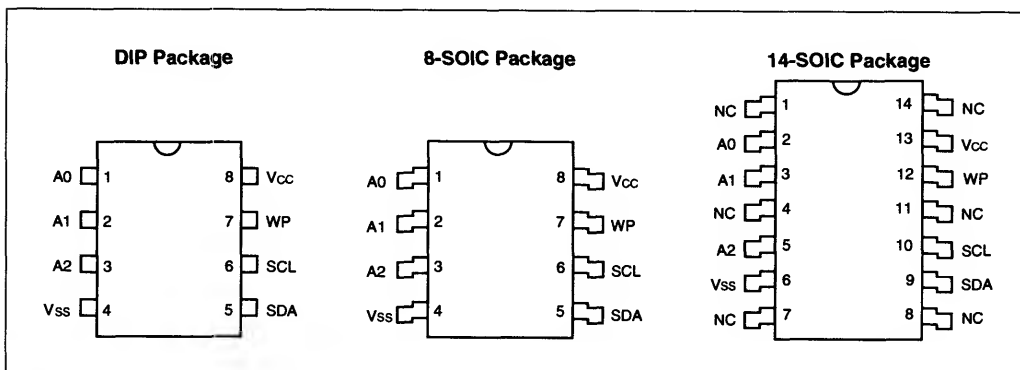 DIP Package
A0 1 8 Vcc
A1 2 7 WP
A2 3 6 SCL
Vss 4 5 SDA
8-SOIC Package
A0 1 8 Vcc
A1 2 7 WP
A2 3 6 SCL
Vss 4 5 SDA
14-SOIC Package
NC 1 14 NC
A0 2 13 Vcc
A1 3 12 WP
NC 4 11 NC
A2 5 10 SCL
Vss 6 9 SDA
NC 7 8 NC